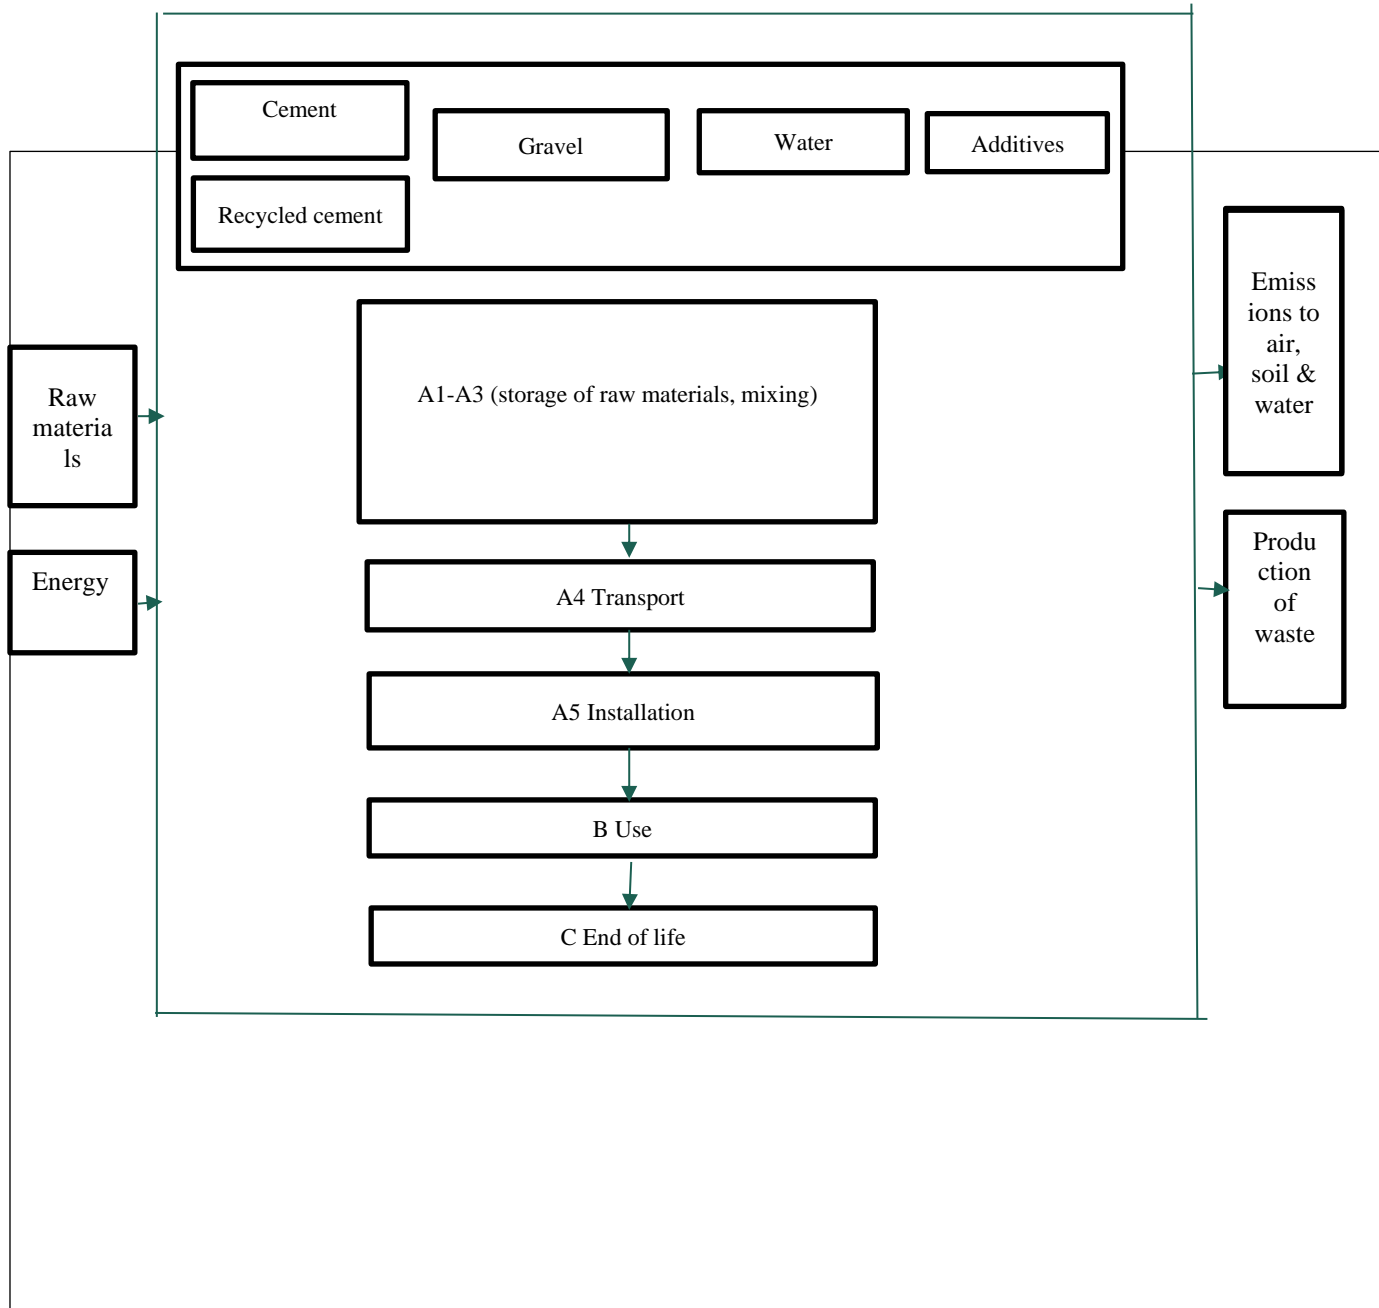 Cement
Gravel
Water
Additives
Recycled cement
Emiss
ions to
air,
soil &
water
Raw
materia
ls
A1-A3 (storage of raw materials, mixing)
Energy
Produ
ction
of
waste
A4 Transport
A5 Installation
B Use
C End of life